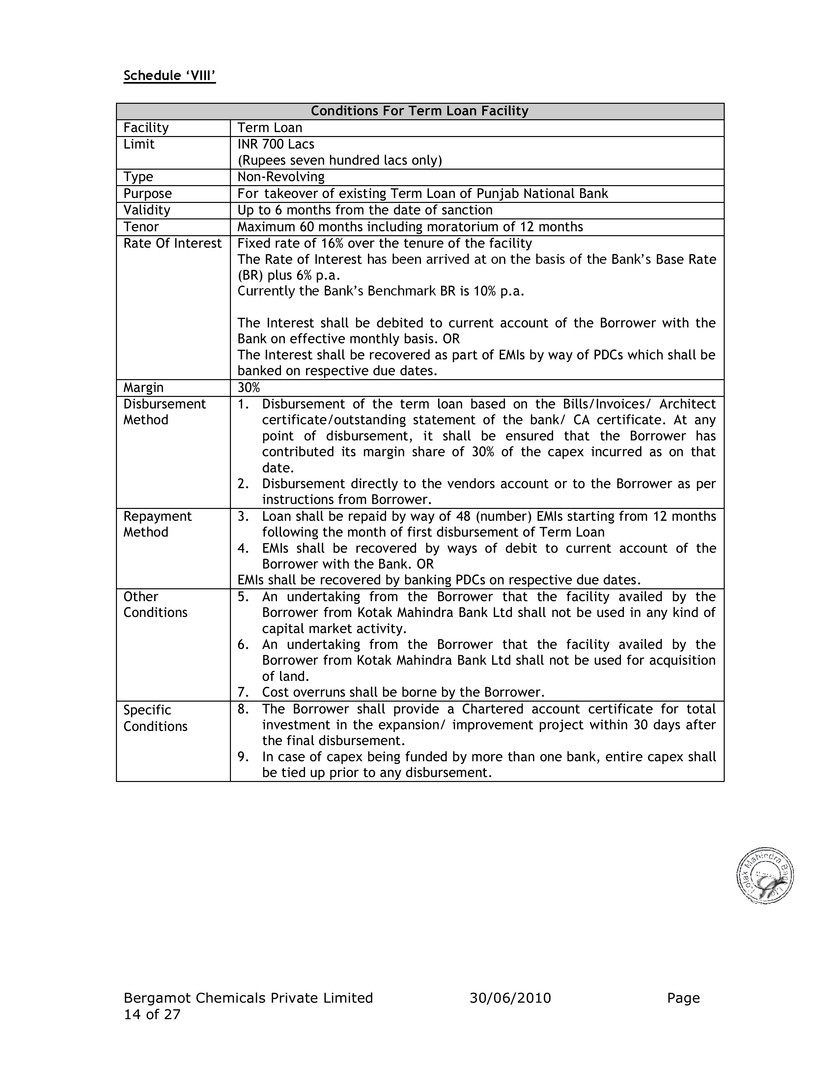 Schedule ‘VIII’
Conditions For Term Loan Facility
Facility Term Loan
Limit INR 700 Lacs
(Rupees seven hundred lacs only)
Type Non-Revolving
Purpose For takeover of existing Term Loan of Punjab National Bank
Validity Up to 6 months from the date of sanction
Tenor Maximum 60 months including moratorium of 12 months
Rate Of Interest Fixed rate of 16% over the tenure of the facility
The Rate of Interest has been arrived at on the basis of the Bank’s Base Rate
(BR) plus 6% p.a.
Currently the Bank’s Benchmark BR is 10% p.a.
The Interest shall be debited to current account of the Borrower with the
Bank on effective monthly basis. OR
The Interest shall be recovered as part of EMIs by way of PDCs which shall be
banked on respective due dates.
Margin 30%
Disbursement Method
1. Disbursement of the term loan based on the Bills/Invoices/ Architect
certificate/outstanding statement of the bank/ CA certificate. At any
point of disbursement, it shall be ensured that the Borrower has
contributed its margin share of 30% of the capex incurred as on that
date.
2. Disbursement directly to the vendors account or to the Borrower as per
instructions from Borrower.
Repayment Method
3. Loan shall be repaid by way of 48 (number) EMIs starting from 12 months
following the month of first disbursement of Term Loan
4. EMIs shall be recovered by ways of debit to current account of the
Borrower with the Bank. OR
EMIs shall be recovered by banking PDCs on respective due dates.
Other Conditions
5. An undertaking from the Borrower that the facility availed by the
Borrower from Kotak Mahindra Bank Ltd shall not be used in any kind of
capital market activity.
6. An undertaking from the Borrower that the facility availed by the
Borrower from Kotak Mahindra Bank Ltd shall not be used for acquisition
of land.
7. Cost overruns shall be borne by the Borrower.
Specific Conditions
8. The Borrower shall provide a Chartered account certificate for total
investment in the expansion/ improvement project within 30 days after
the final disbursement.
9. In case of capex being funded by more than one bank, entire capex shall
be tied up prior to any disbursement.
Kotak Mahindra Bank Ltd
Bergamot Chemicals Private Limited 30/06/2010 Page
14 of 27